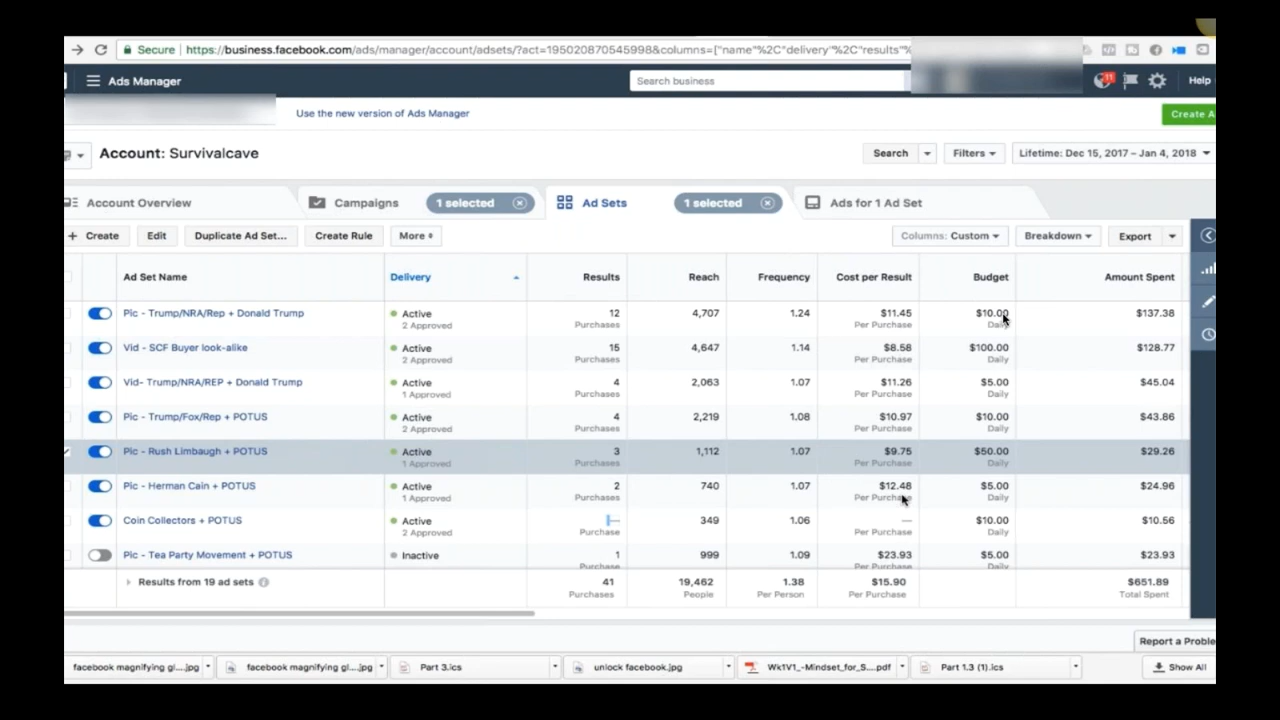 Secure https://business.facebook.com/ads/manager/account/adsets/?act=195020870545998&columns=["name"%2C"delivery"%2C"results"%
Ads Manager Search business 11 Help
Use the new version of Ads Manager Create A
Account: Survivalcave Search Filters Lifetime: Dec 15, 2017 – Jan 4, 2018
Account Overview Campaigns 1 selected Ad Sets 1 selected Ads for 1 Ad Set
+ Create Edit Duplicate Ad Set... Create Rule More Columns: Custom Breakdown Export
Ad Set Name Delivery Results Reach Frequency Cost per Result Budget Amount Spent
Pic - Trump/NRA/Rep + Donald Trump Active 12 4,707 1.24 $11.45 $10.00 $137.38
2 Approved Purchases Per Purchase Daily
Vid - SCF Buyer look-alike Active 15 4,647 1.14 $8.58 $100.00 $128.77
2 Approved Purchases Per Purchase Daily
Vid- Trump/NRA/REP + Donald Trump Active 4 2,063 1.07 $11.26 $5.00 $45.04
1 Approved Purchases Per Purchase Daily
Pic - Trump/Fox/Rep + POTUS Active 4 2,219 1.08 $10.97 $10.00 $43.86
2 Approved Purchases Per Purchase Daily
Pic - Rush Limbaugh + POTUS Active 3 1,112 1.07 $9.75 $50.00 $29.26
1 Approved Purchases Per Purchase Daily
Pic - Herman Cain + POTUS Active 2 740 1.07 $12.48 $5.00 $24.96
1 Approved Purchases Per Purchase Daily
Coin Collectors + POTUS Active — 349 1.06 — $10.00 $10.56
2 Approved Purchase Per Purchase Daily
Pic - Tea Party Movement + POTUS Inactive 1 999 1.09 $23.93 $5.00 $23.93
Purchase Per Purchase Daily
Results from 19 ad sets 41 19,462 1.38 $15.90 $651.89
Purchases People Per Person Per Purchase Total Spent
Report a Proble
facebook magnifying gl....jpg facebook magnifying gl....jpg Part 3.ics unlock facebook.jpg Wk1V1_-Mindset_for_S....pdf Part 1.3 (1).ics Show All